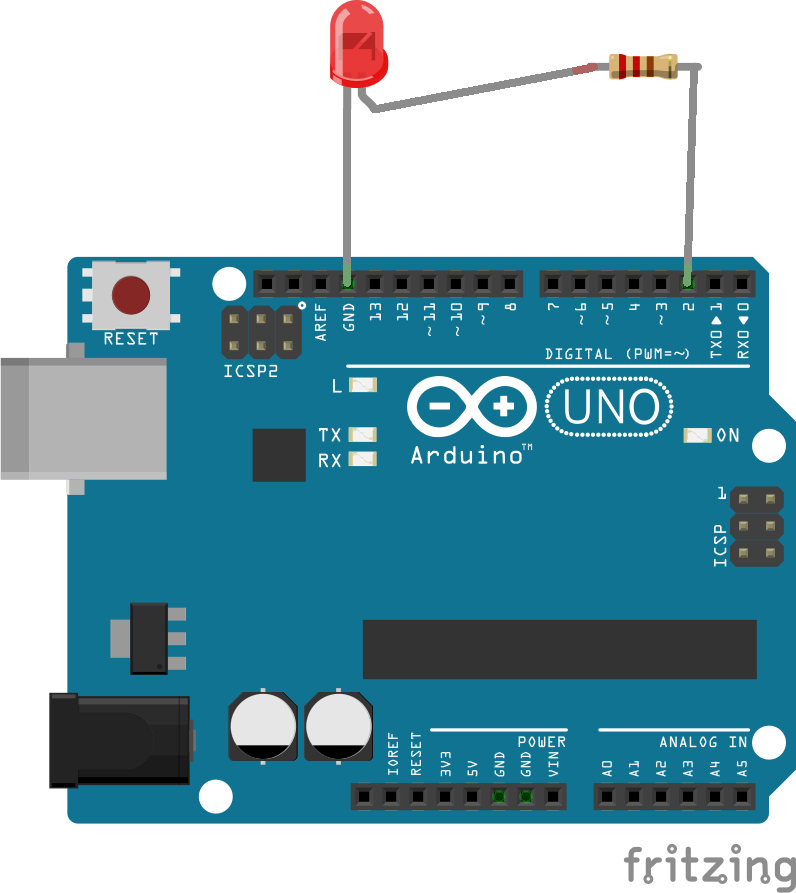 RESET
ICSP2
AREF
GND
13
12
~11
~10
~9
8
7
~6
~5
4
~3
2
TX0▶1
RX0◀0
DIGITAL (PWM=~)
L
TX
RX
UNO
Arduino™
ON
1
ICSP
POWER
ANALOG IN
IOREF
RESET
3V3
5V
GND
GND
VIN
A0
A1
A2
A3
A4
A5
fritzing